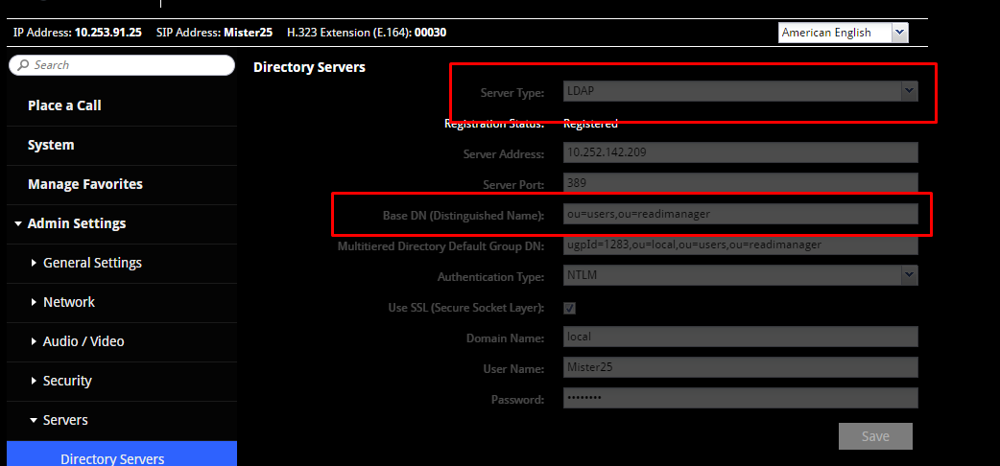 IP Address: 10.253.91.25 SIP Address: Mister25 H.323 Extension (E.164): 00030 American English
Search
Place a Call
System
Manage Favorites
Admin Settings
General Settings
Network
Audio / Video
Security
Servers
Directory Servers
Directory Servers
Server Type: LDAP
Registration Status: Registered
Server Address: 10.252.142.209
Server Port: 389
Base DN (Distinguished Name): ou=users,ou=readimanager
Multitiered Directory Default Group DN: ugpId=1283,ou=local,ou=users,ou=readimanager
Authentication Type: NTLM
Use SSL (Secure Socket Layer):
Domain Name: local
User Name: Mister25
Password: ••••••••
Save